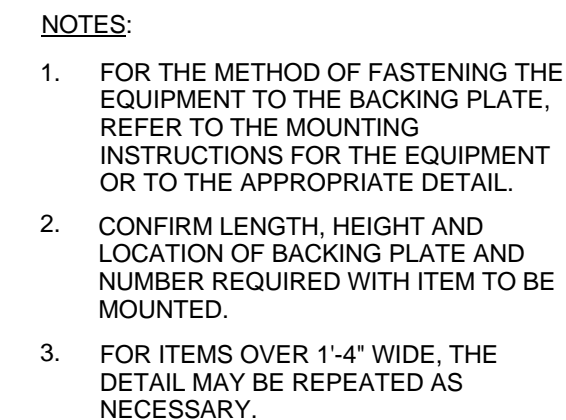 NOTES:
1. FOR THE METHOD OF FASTENING THE
EQUIPMENT TO THE BACKING PLATE,
REFER TO THE MOUNTING
INSTRUCTIONS FOR THE EQUIPMENT
OR TO THE APPROPRIATE DETAIL.
2. CONFIRM LENGTH, HEIGHT AND
LOCATION OF BACKING PLATE AND
NUMBER REQUIRED WITH ITEM TO BE
MOUNTED.
3. FOR ITEMS OVER 1'-4" WIDE, THE
DETAIL MAY BE REPEATED AS
NECESSARY.